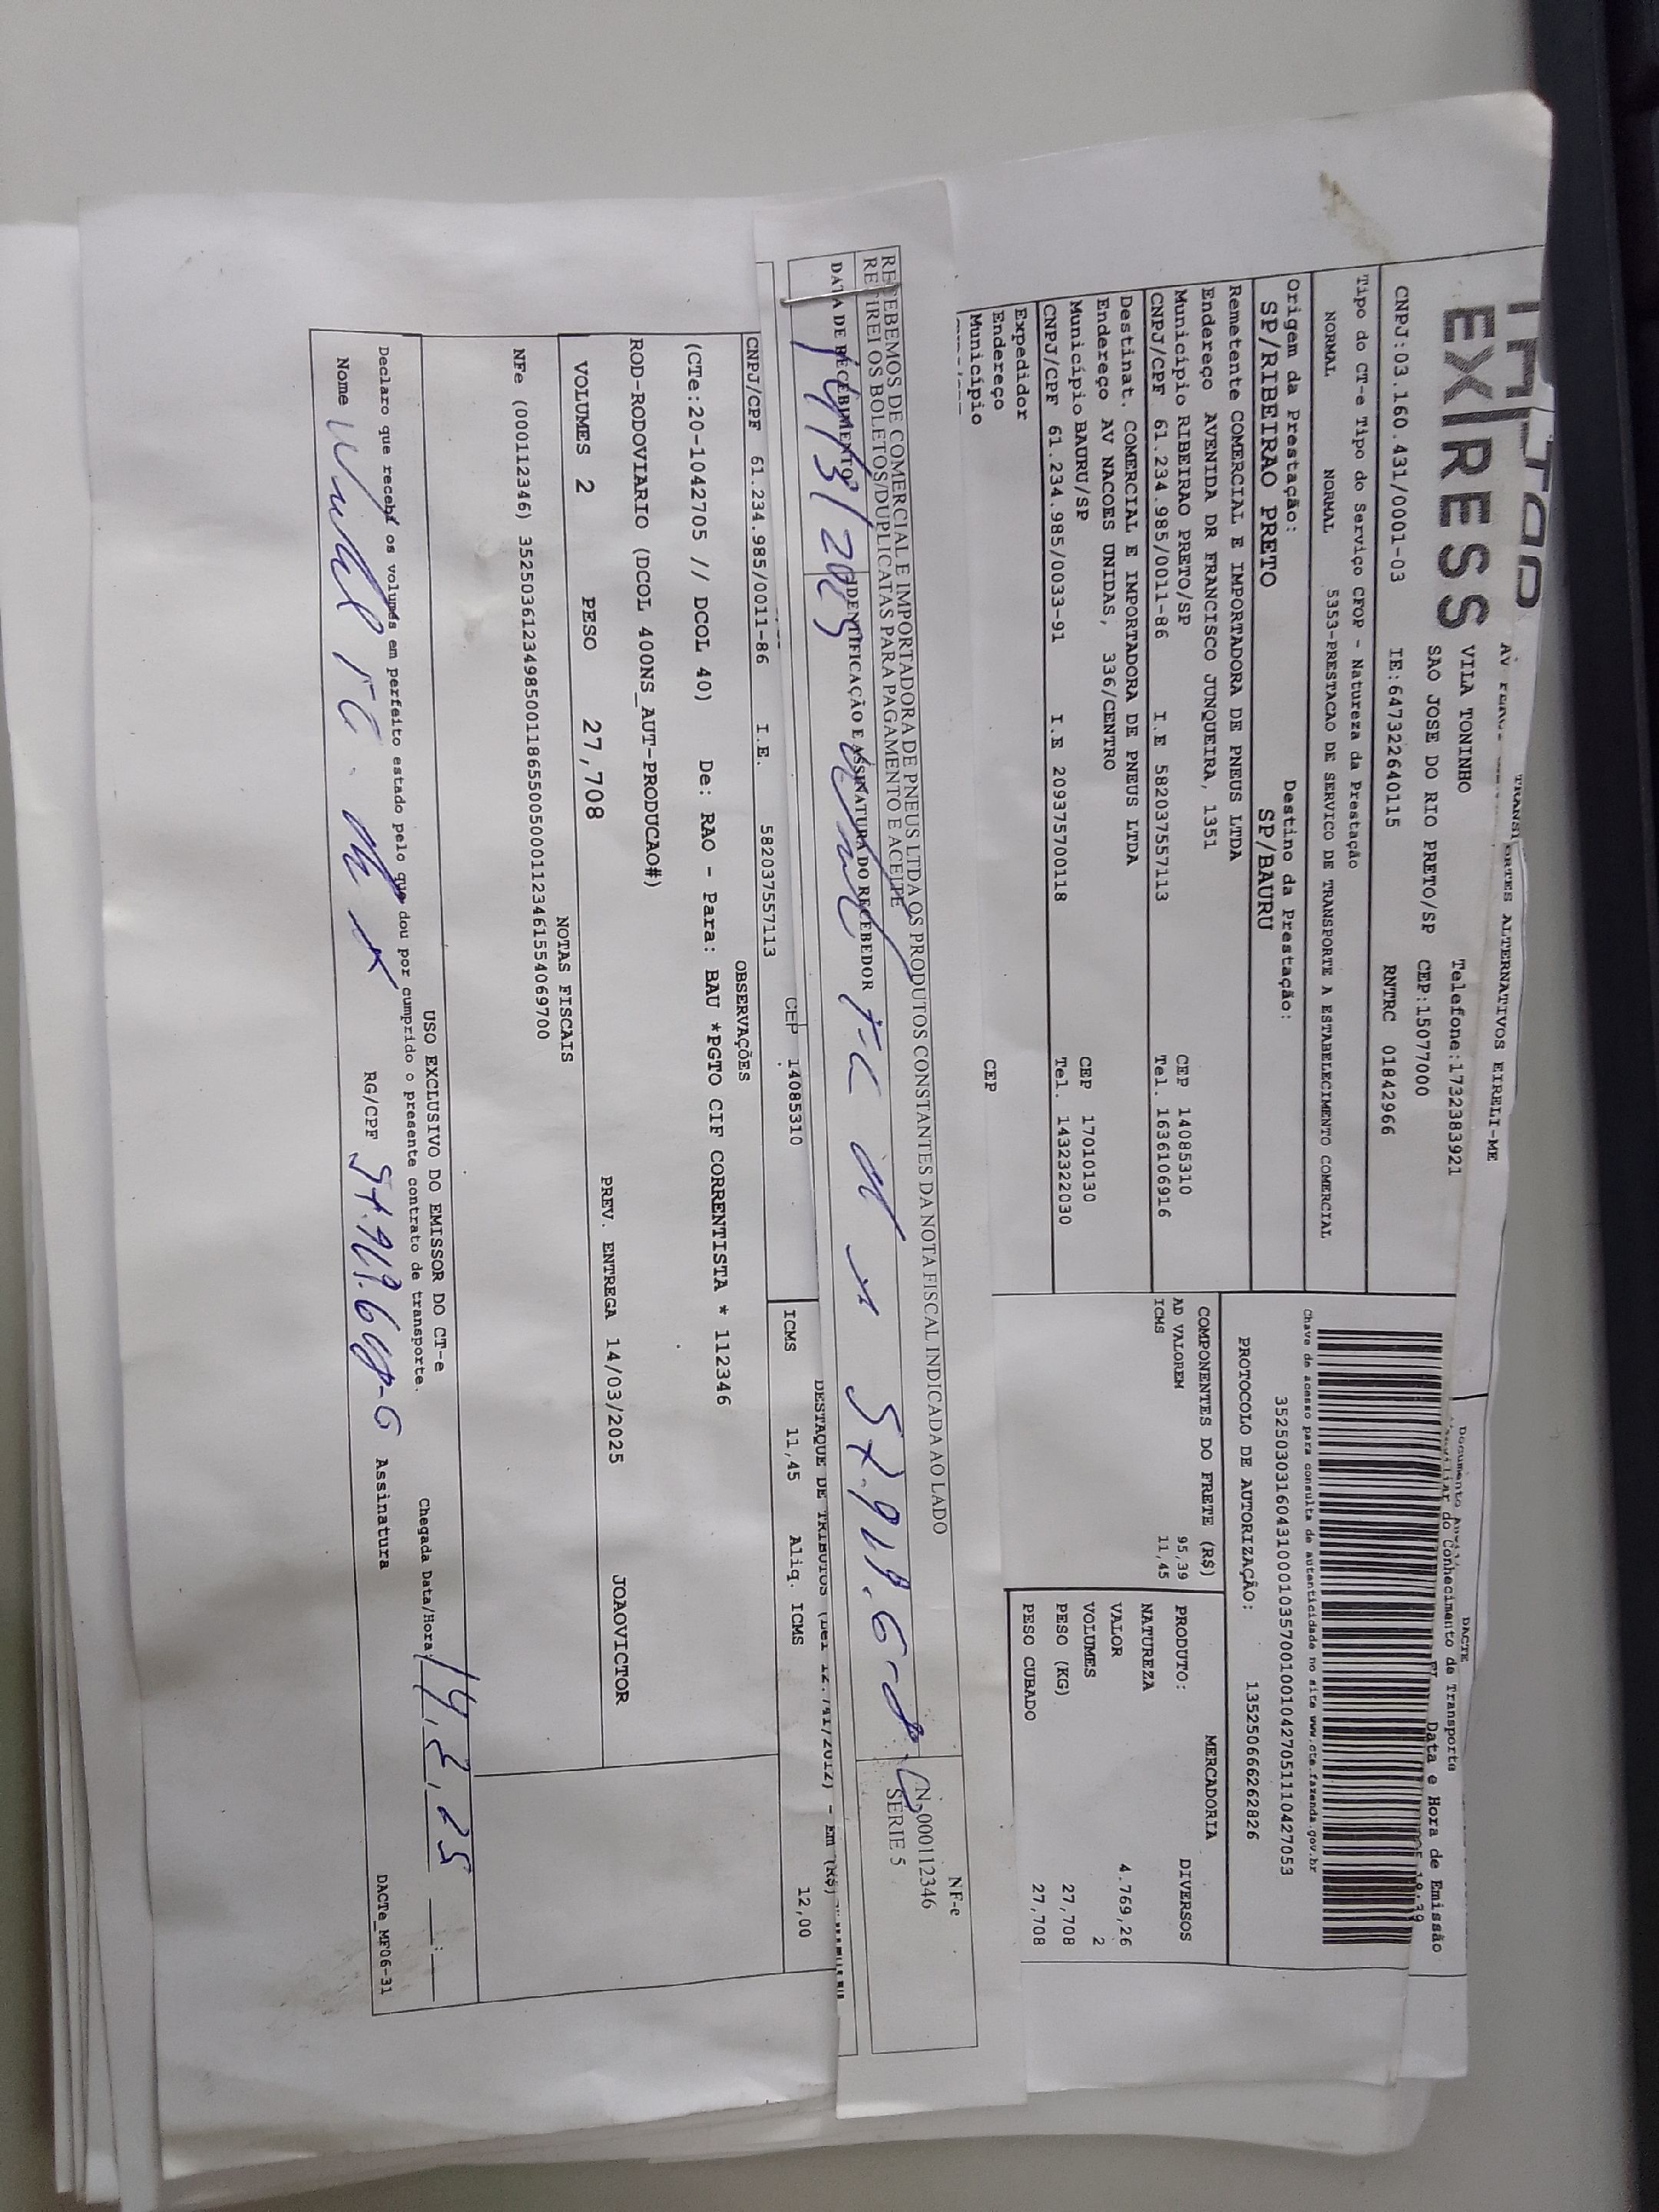 TRANSPORTES ALTERNATIVOS EIRELI-ME
EXPRESS
VILA TONINHO
Telefone:1732383921
SAO JOSE DO RIO PRETO/SP CEP:15077000
CNPJ:03.160.431/0001-03 IE:647322640115 RNTRC 01842966
DACTE
Documento Auxiliar do Conhecimento de Transporte
Data e Hora de Emissão
Tipo do CT-e Tipo do Serviço CFOP - Natureza da Prestação
NORMAL NORMAL 5353-PRESTACAO DE SERVICO DE TRANSPORTE A ESTABELECIMENTO COMERCIAL
Chave de acesso para consulta de autenticidade no site www.cte.fazenda.gov.br
35250303160431000103570010010427051110427053
Origem da Prestação: Destino da Prestação:
SP/RIBEIRAO PRETO SP/BAURU
PROTOCOLO DE AUTORIZAÇÃO: 135250666262826
Remetente COMERCIAL E IMPORTADORA DE PNEUS LTDA
Endereço AVENIDA DR FRANCISCO JUNQUEIRA, 1351
Município RIBEIRAO PRETO/SP CEP 14085310
CNPJ/CPF 61.234.985/0011-86 I.E 582037557113 Tel. 1636106916
Destinat. COMERCIAL E IMPORTADORA DE PNEUS LTDA
Endereço AV NACOES UNIDAS, 336/CENTRO
Município BAURU/SP CEP 17010130
CNPJ/CPF 61.234.985/0033-91 I.E 209375700118 Tel. 1432322030
Expedidor
Endereço
Município CEP
COMPONENTES DO FRETE (R$)
AD VALOREM 95,39
ICMS 11,45
MERCADORIA
PRODUTO: DIVERSOS
NATUREZA
VALOR 4.769,26
VOLUMES 2
PESO (KG) 27,708
PESO CUBADO 27,708
RECEBEMOS DE COMERCIAL E IMPORTADORA DE PNEUS LTDA OS PRODUTOS CONSTANTES DA NOTA FISCAL INDICADA AO LADO
RETIREI OS BOLETOS/DUPLICATAS PARA PAGAMENTO E ACEITE
DATA DE RECEBIMENTO IDENTIFICAÇÃO E ASSINATURA DO RECEBEDOR
14/3/2025
NF-e
N. 000112346
SERIE 5
DESTAQUE DE TRIBUTOS (Lei 12.741/2012) - Em (R$)
CEP 14085310
CNPJ/CPF 61.234.985/0011-86 I.E. 582037557113
ICMS 11,45 Aliq. ICMS 12,00
OBSERVAÇÕES
(CTe:20-1042705 // DCOL 40) De: RAO - Para: BAU *PGTO CIF CORRENTISTA * 112346
ROD-RODOVIARIO (DCOL 400NS_AUT-PRODUCAO#)
VOLUMES 2 PESO 27,708 PREV. ENTREGA 14/03/2025 JOAOVICTOR
NOTAS FISCAIS
NFe (000112346) 35250361234985001186550050001123461554069700
USO EXCLUSIVO DO EMISSOR DO CT-e
Declaro que recebi os volumes em perfeito estado pelo que dou por cumprido o presente contrato de transporte.
Chegada Data/Hora 14.3.25
Nome
RG/CPF
Assinatura
DACTe_MF06-31